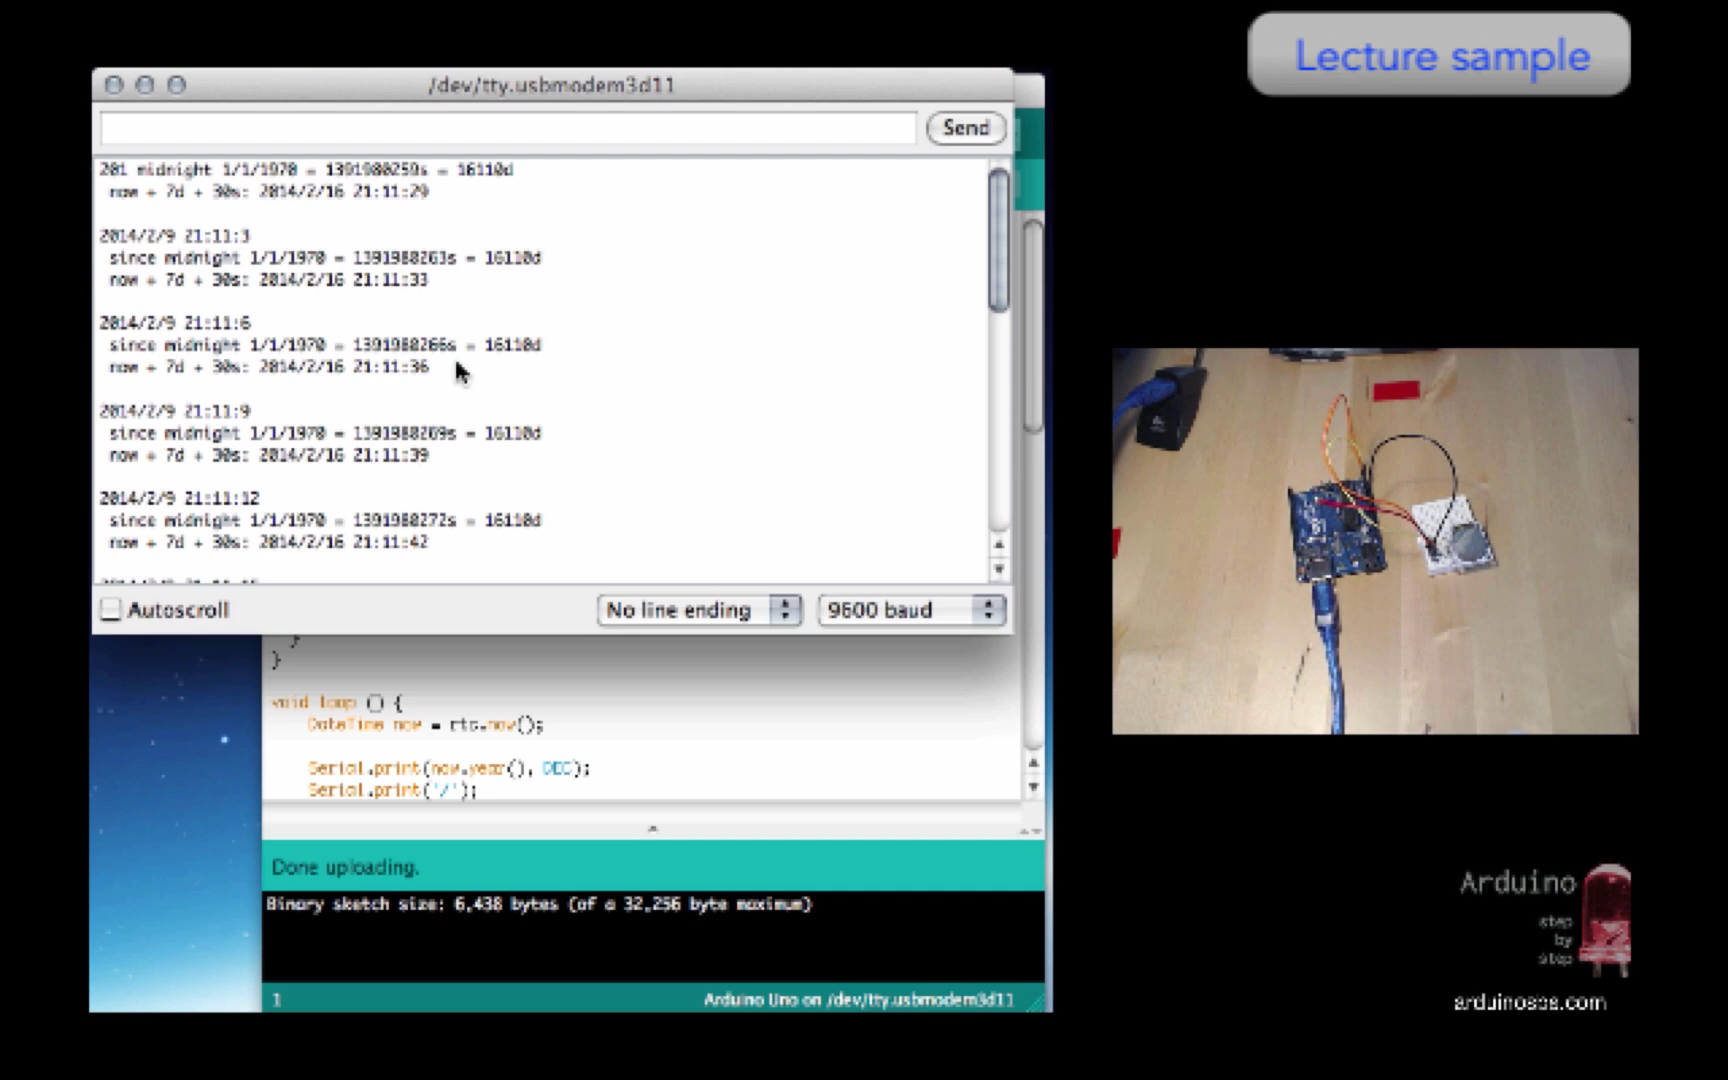 Lecture sample
/dev/tty.usbmodem3d11
Send
201 midnight 1/1/1970 = 1391980259s = 16110d
now + 7d + 30s: 2014/2/16 21:11:29
2014/2/9 21:11:3
since midnight 1/1/1970 = 1391980263s = 16110d
now + 7d + 30s: 2014/2/16 21:11:33
2014/2/9 21:11:6
since midnight 1/1/1970 = 1391980266s = 16110d
now + 7d + 30s: 2014/2/16 21:11:36
2014/2/9 21:11:9
since midnight 1/1/1970 = 1391980269s = 16110d
now + 7d + 30s: 2014/2/16 21:11:39
2014/2/9 21:11:12
since midnight 1/1/1970 = 1391980272s = 16110d
now + 7d + 30s: 2014/2/16 21:11:42
Autoscroll
No line ending
9600 baud
}
}
void loop () {
DateTime now = rtc.now();
Serial.print(now.year(), DEC);
Serial.print('/');
Done uploading.
Binary sketch size: 6,438 bytes (of a 32,256 byte maximum)
1
Arduino Uno on /dev/tty.usbmodem3d11
Arduino
step
by
step
arduinosbs.com